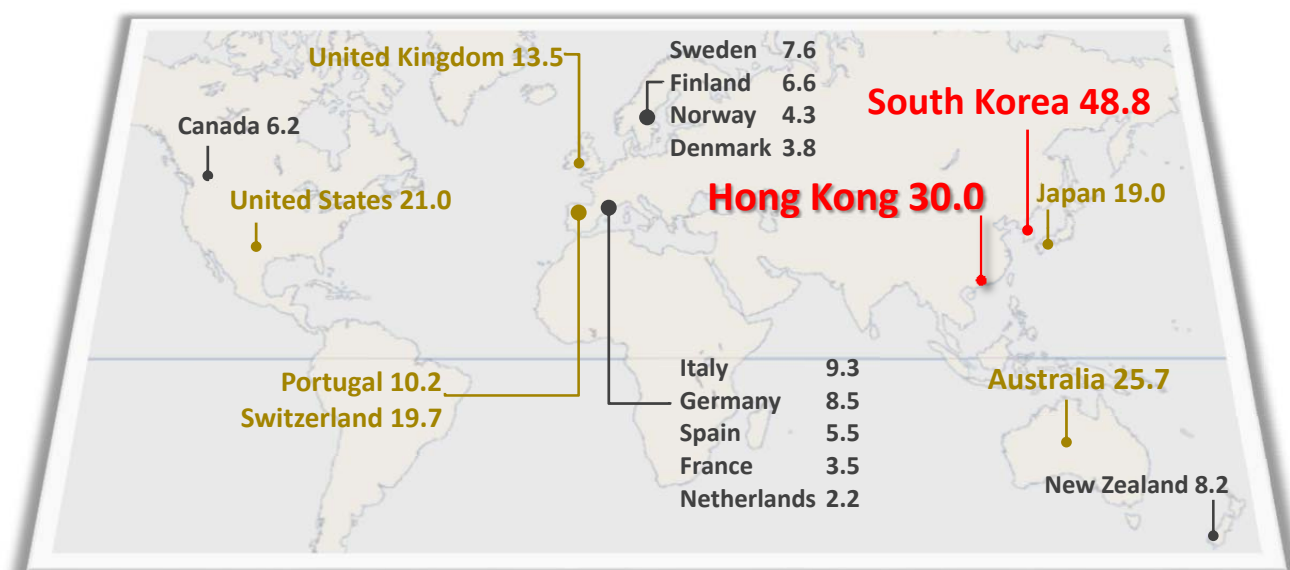 United Kingdom 13.5
Sweden 7.6
Finland 6.6
Norway 4.3
Denmark 3.8
South Korea 48.8
Canada 6.2
United States 21.0
Hong Kong 30.0
Japan 19.0
Portugal 10.2
Switzerland 19.7
Italy 9.3
Germany 8.5
Spain 5.5
France 3.5
Netherlands 2.2
Australia 25.7
New Zealand 8.2